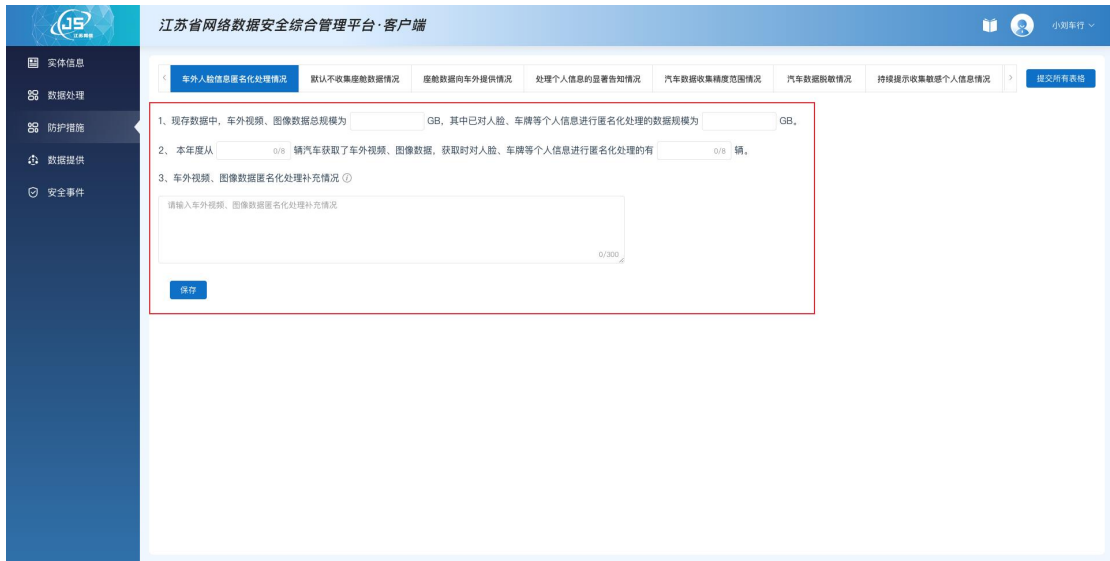 JS
江苏网信
江苏省网络数据安全综合管理平台·客户端
小刘车行
实体信息
数据处理
防护措施
数据提供
安全事件
车外人脸信息匿名化处理情况
默认不收集座舱数据情况
座舱数据向车外提供情况
处理个人信息的显著告知情况
汽车数据收集精度范围情况
汽车数据脱敏情况
持续提示收集敏感个人信息情况
提交所有表格
1、现存数据中，车外视频、图像数据总规模为 GB，其中已对人脸、车牌等个人信息进行匿名化处理的数据规模为 GB。
2、 本年度从 0/8 辆汽车获取了车外视频、图像数据，获取时对人脸、车牌等个人信息进行匿名化处理的有 0/8 辆。
3、车外视频、图像数据匿名化处理补充情况
请输入车外视频、图像数据匿名化处理补充情况
0/300
保存